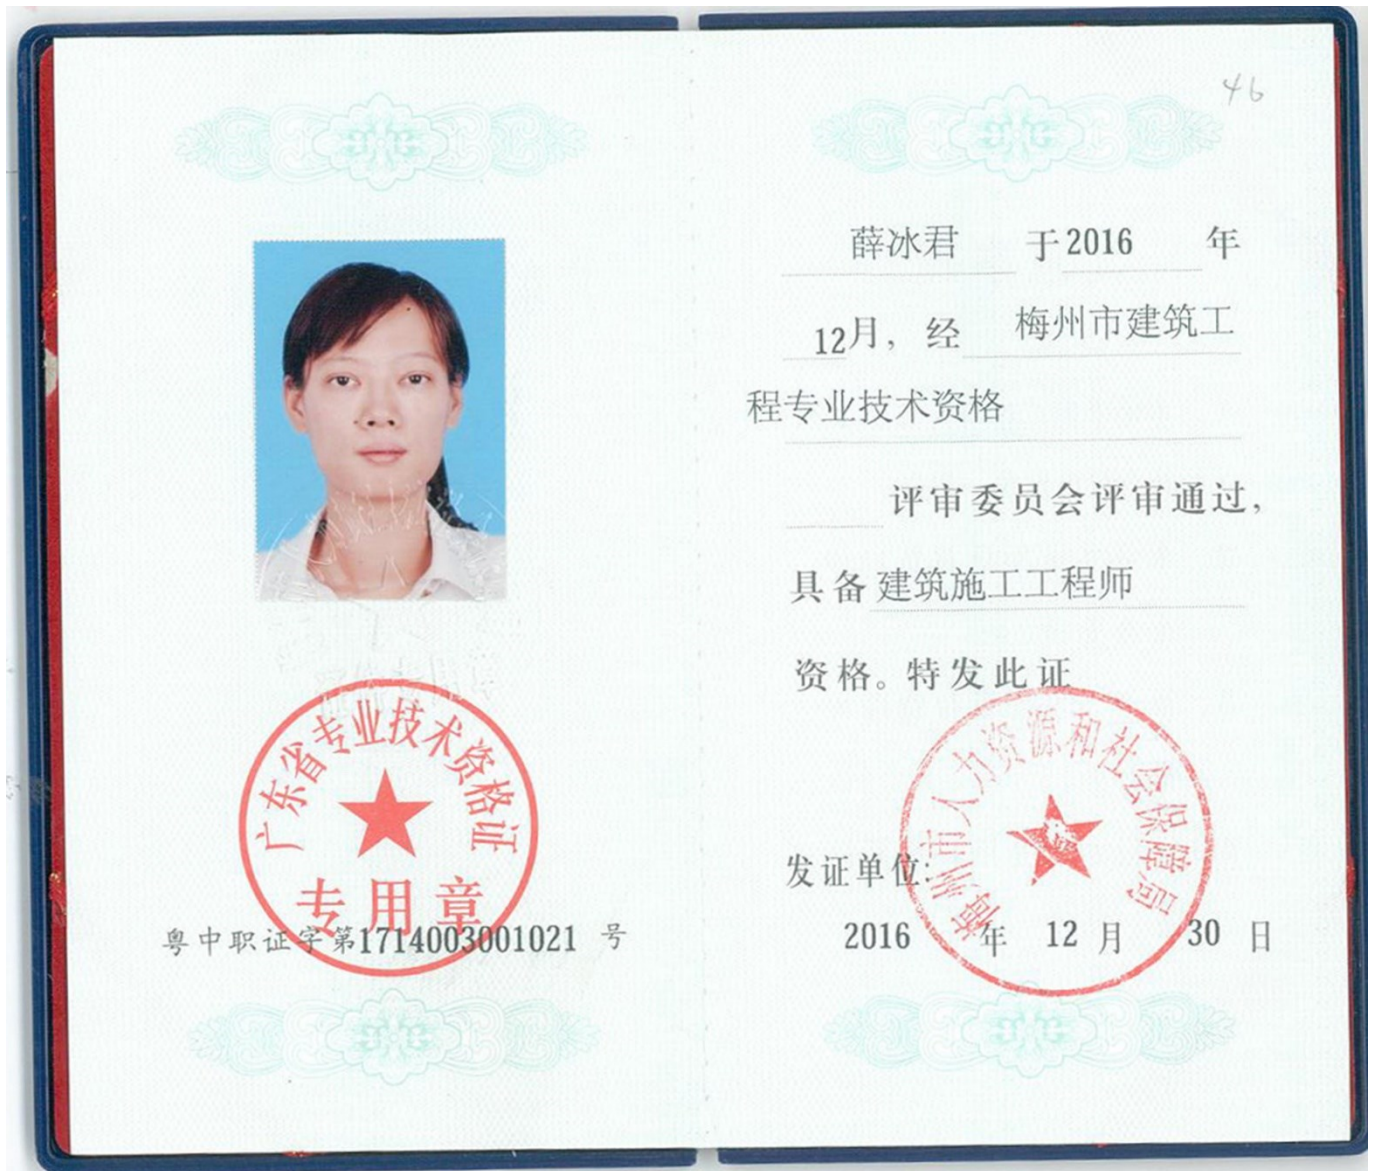 广东省专业技术资格证
专用章
粤中职证字第1714003001021 号
46
薛冰君 于2016 年
12月，经 梅州市建筑工
程专业技术资格
评审委员会评审通过，
具备建筑施工工程师
资格。特发此证
梅州市人力资源和社会保障局
发证单位:
2016 年 12 月 30 日